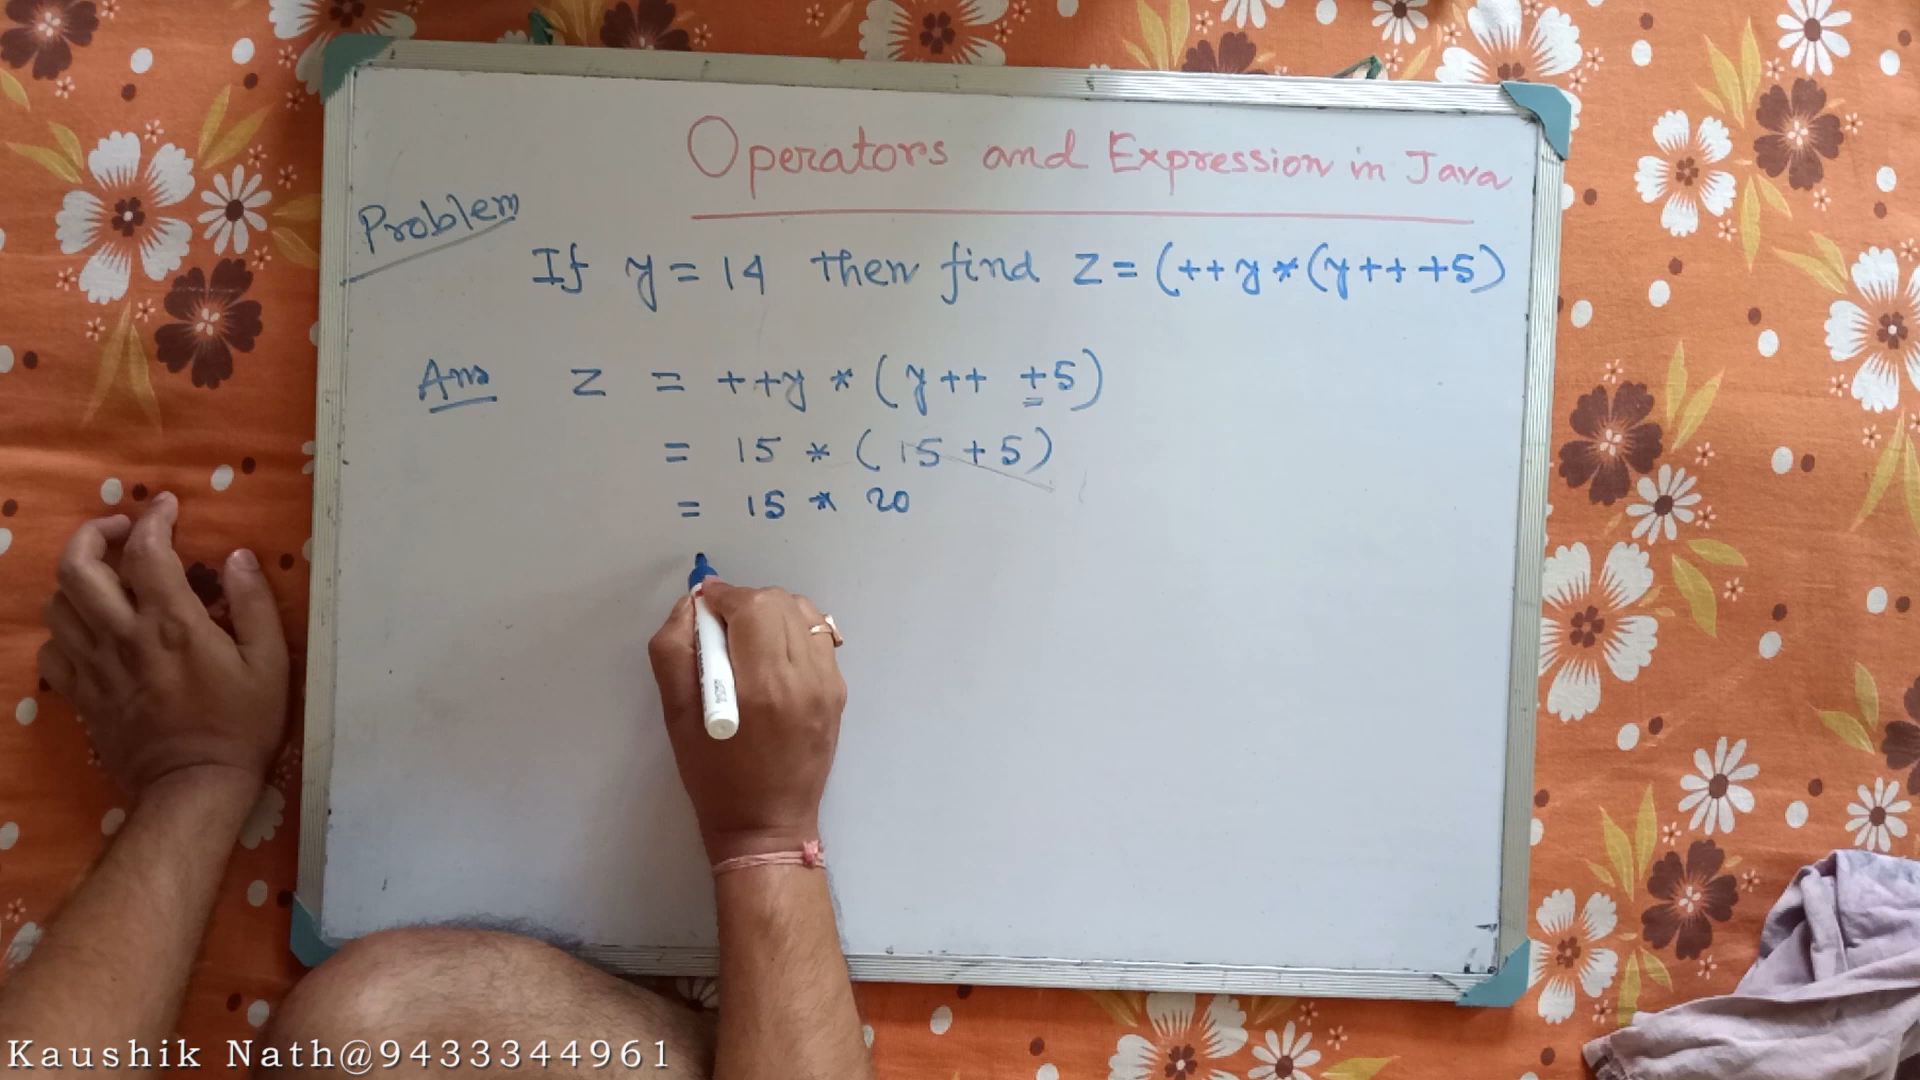 Operators and Expression in Java
Problem
If y = 14 then find z = (++y*(y++ +5)
Ans z = ++y * (y++ +5)
= 15 * (15 + 5)
= 15 * 20
Kaushik Nath@9433344961